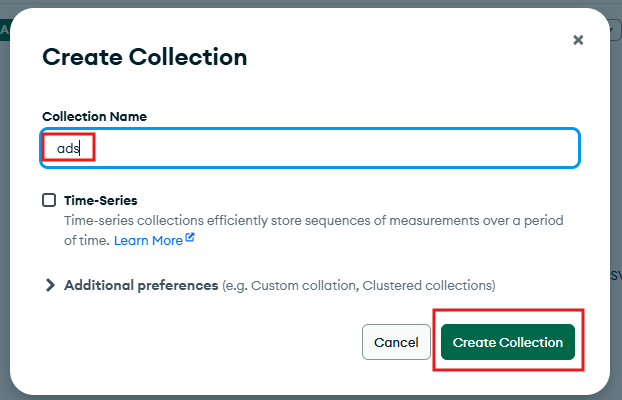 Create Collection
Collection Name
ads
Time-Series
Time-series collections efficiently store sequences of measurements over a period
of time. Learn More
Additional preferences (e.g. Custom collation, Clustered collections)
Cancel
Create Collection